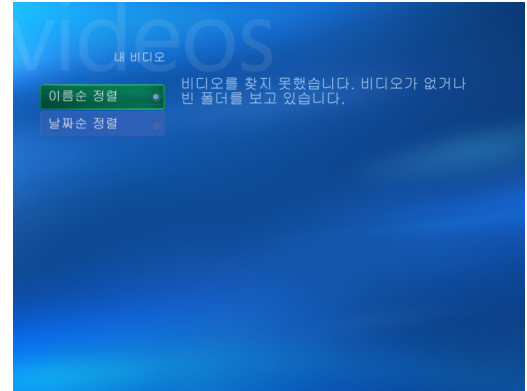 videos
내 비디오
이름순 정렬
날짜순 정렬
비디오를 찾지 못했습니다. 비디오가 없거나
빈 폴더를 보고 있습니다.